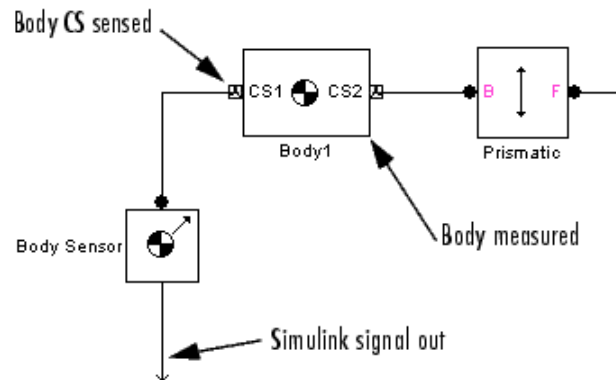 Body CS sensed
CS1 CS2
B F
Body1
Prismatic
Body Sensor
Body measured
Simulink signal out